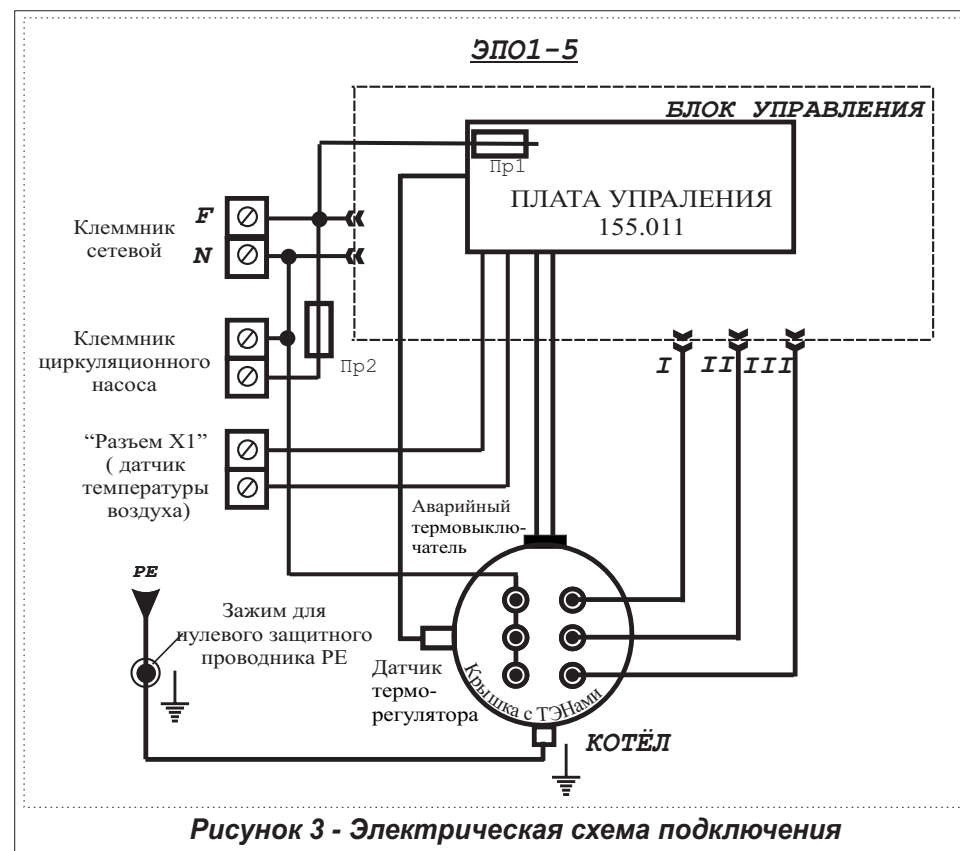 ЭПО1-5
БЛОК УПРАВЛЕНИЯ
Пр1
ПЛАТА УПРАЛЕНИЯ
155.011
Клеммник
сетевой
F
N
Клеммник
циркуляционного
насоса
Пр2
I II III
“Разъем X1”
( датчик
температуры
воздуха)
Аварийный
термовыклю-
чатель
PE
Зажим для
нулевого защитного
проводника PE
Датчик
термо-
регулятора
Крышка с ТЭНами
КОТЁЛ
Рисунок 3 - Электрическая схема подключения